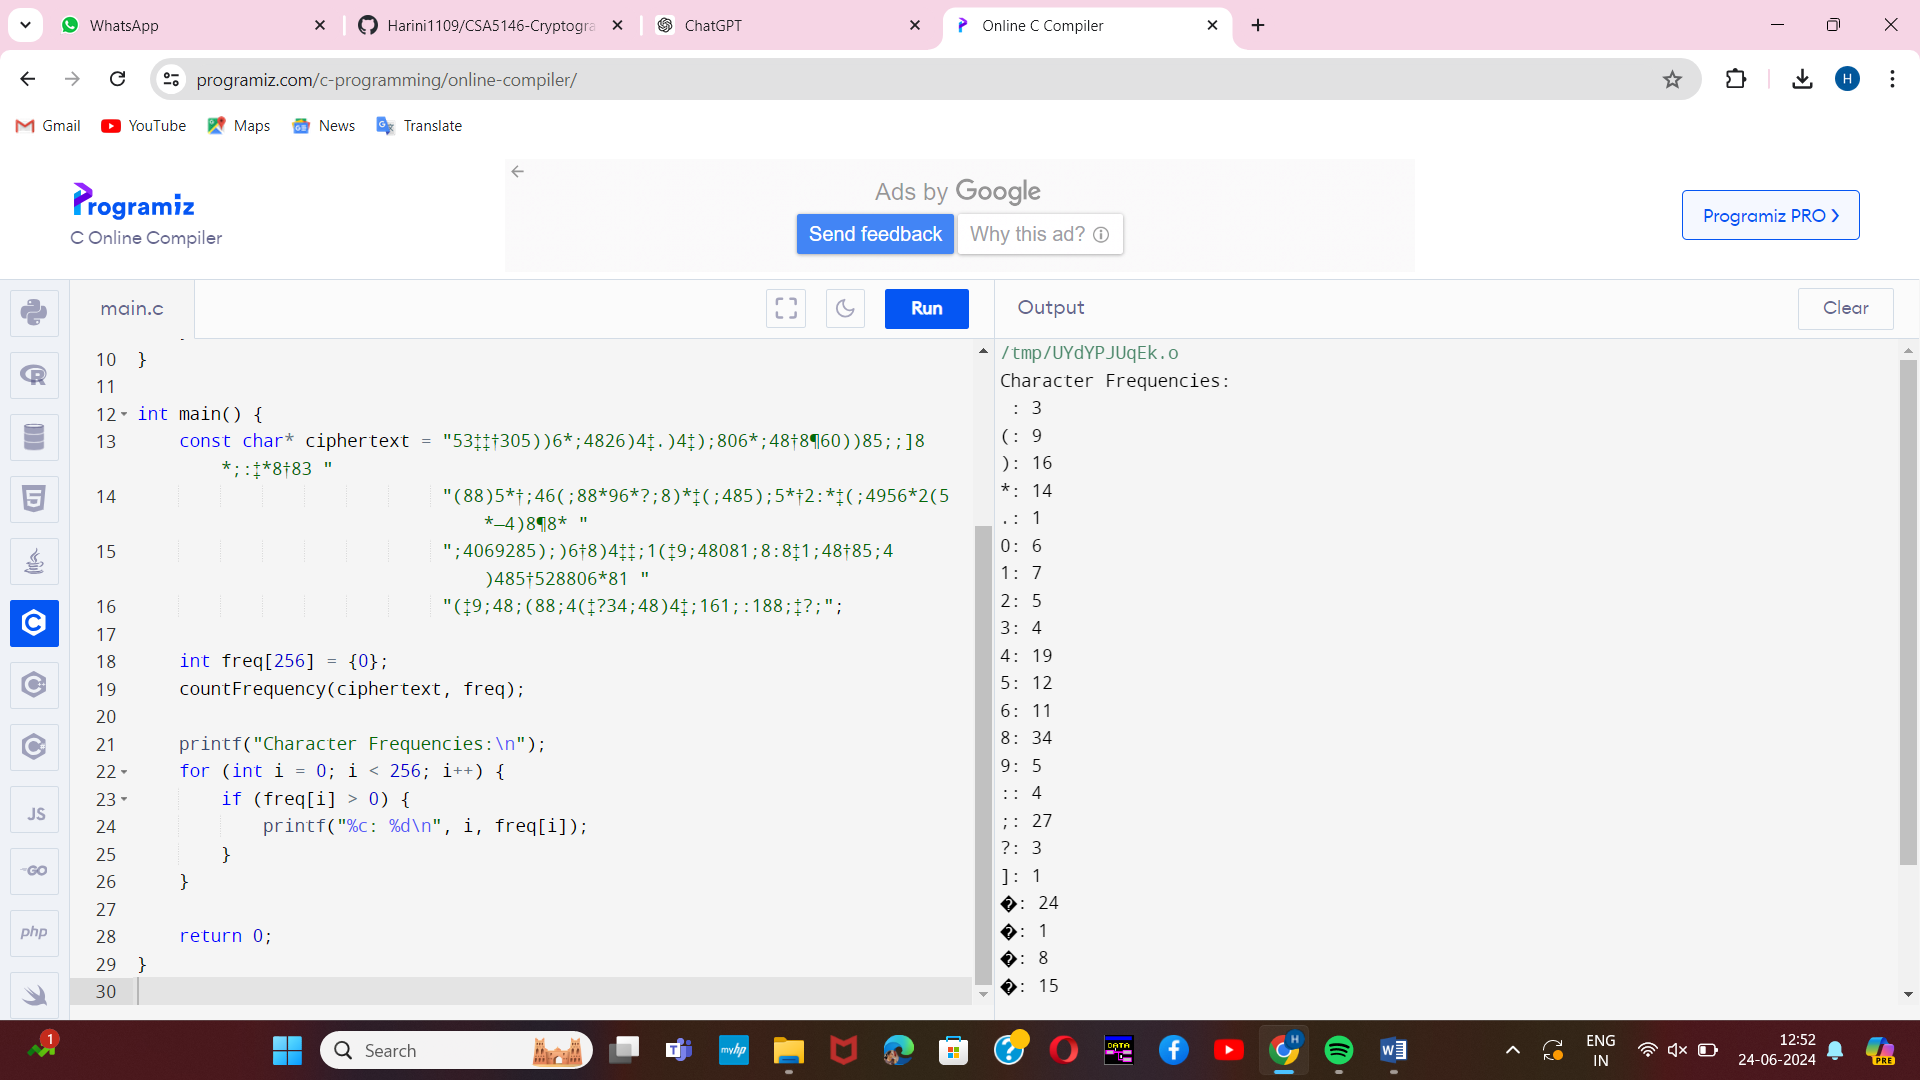 WhatsApp
Harini1109/CSA5146-Cryptogra
ChatGPT
Online C Compiler
programiz.com/c-programming/online-compiler/
H
Gmail
YouTube
Maps
News
Translate
Programiz
C Online Compiler
Ads by Google
Send feedback
Why this ad?
Programiz PRO
main.c
Run
Output
Clear
10 }
11
12 int main() {
13 const char* ciphertext = "53‡‡†305))6*;4826)4‡.)4‡);806*;48†8¶60))85;;]8
*;:‡*8†83 "
14 "(88)5*†;46(;88*96*?;8)*‡(;485);5*†2:*‡(;4956*2(5
*—4)8¶8* "
15 ";4069285);)6†8)4‡‡;1(‡9;48081;8:8‡1;48†85;4
)485†528806*81 "
16 "(‡9;48;(88;4(‡?34;48)4‡;161;:188;‡?;";
17
18 int freq[256] = {0};
19 countFrequency(ciphertext, freq);
20
21 printf("Character Frequencies:\n");
22 for (int i = 0; i < 256; i++) {
23 if (freq[i] > 0) {
24 printf("%c: %d\n", i, freq[i]);
25 }
26 }
27
28 return 0;
29 }
30
/tmp/UYdYPJUqEk.o
Character Frequencies:
: 3
(: 9
): 16
*: 14
.: 1
0: 6
1: 7
2: 5
3: 4
4: 19
5: 12
6: 11
8: 34
9: 5
:: 4
;: 27
?: 3
]: 1
�: 24
�: 1
�: 8
�: 15
JS
GO
php
1
Search
myhp
DATA
H
ENG
IN
12:52
24-06-2024
PRE